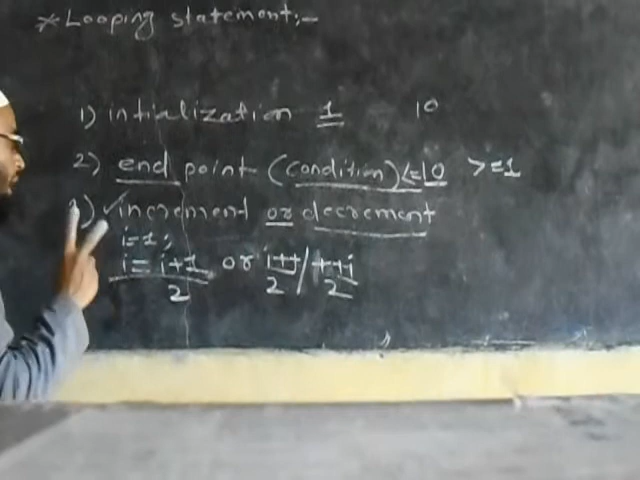 * Looping statement:-
1) intialization 1 10
2) end point (condition) <=10 >=1
3) ✓increment or decrement
i=1;
i=i+1 or i++/++i
2 2 2